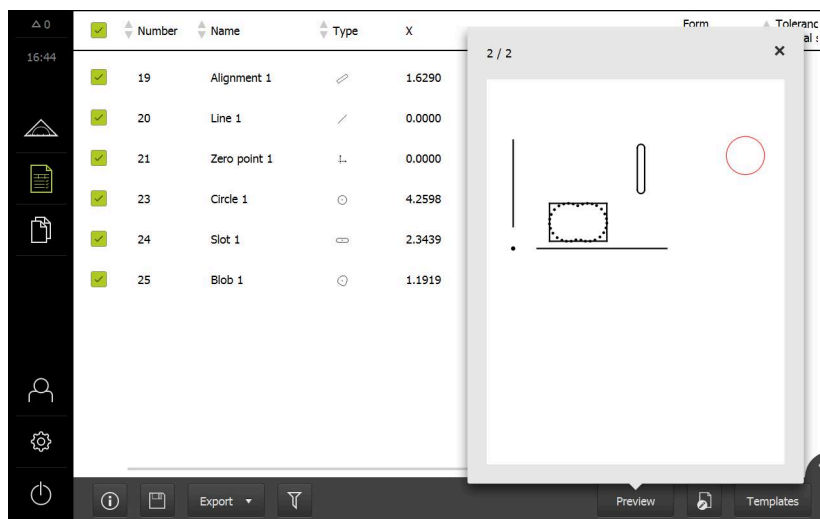 △ 0
16:44
Number Name Type X Form Toleranc
al s
2 / 2
19 Alignment 1 1.6290
20 Line 1 0.0000
21 Zero point 1 0.0000
23 Circle 1 4.2598
24 Slot 1 2.3439
25 Blob 1 1.1919
Export Preview Templates